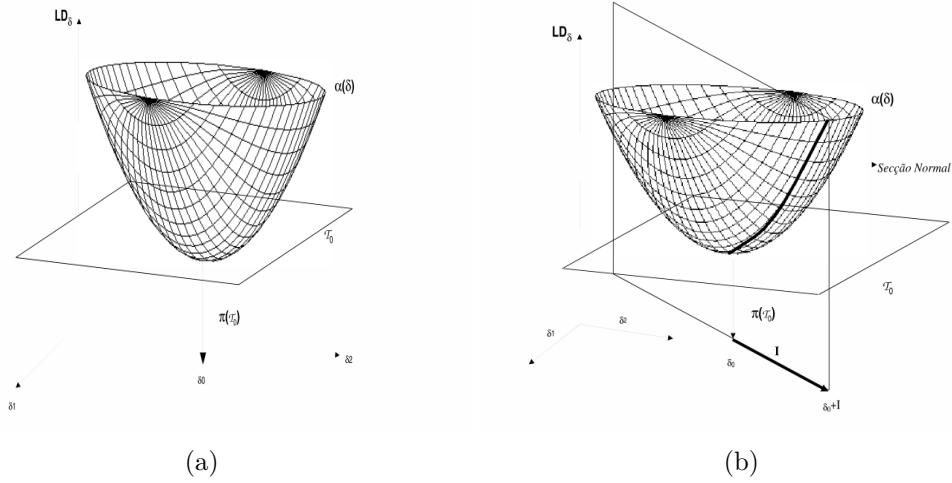 LDδ
α(δ)
𝒯0
π(𝒯0)
δ0
δ2
δ1
(a)
LDδ
α(δ)
Secção Normal
𝒯0
π(𝒯0)
δ1
δ2
δ0
I
δ0+I
(b)